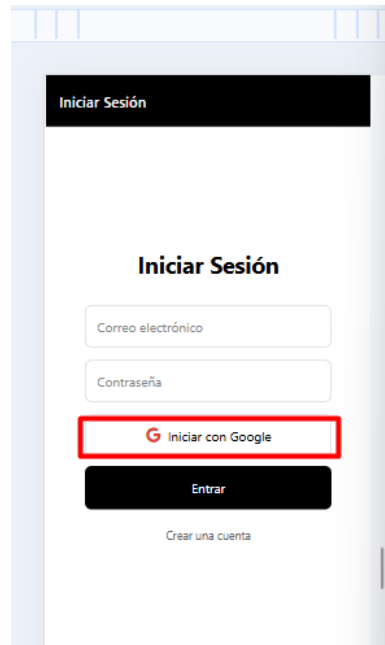 Iniciar Sesión
Iniciar Sesión
Correo electrónico
Contraseña
G Iniciar con Google
Entrar
Crear una cuenta